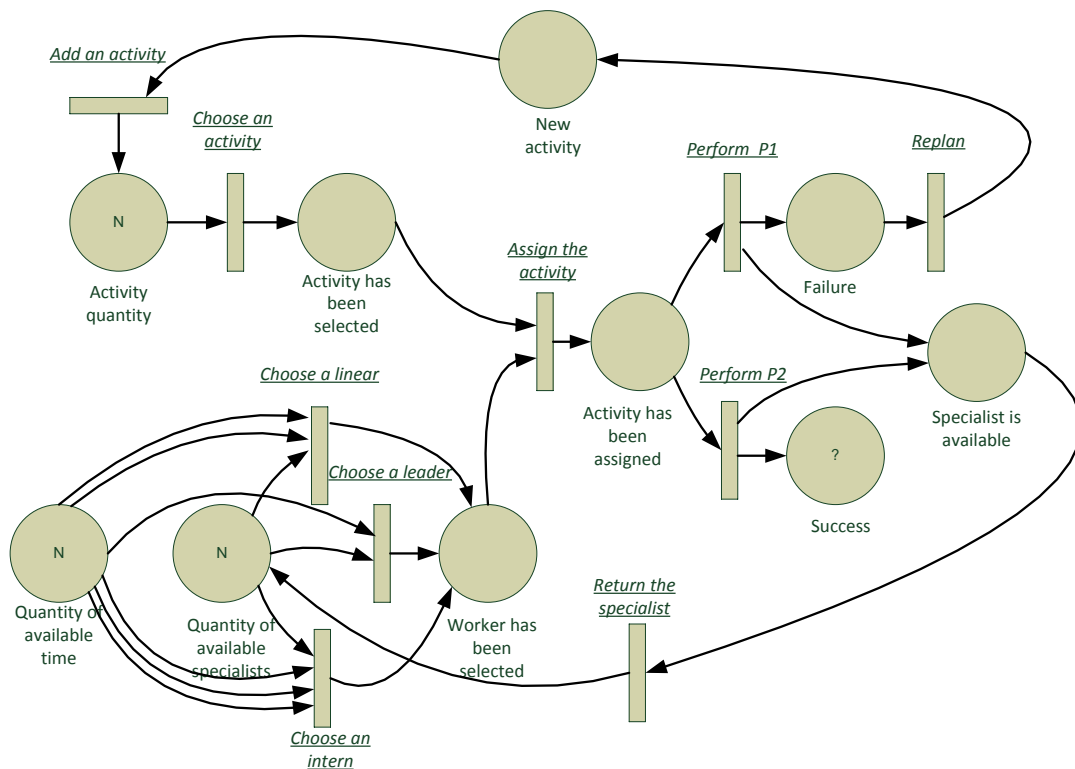 Add an activity
Choose an
activity
New
activity
Perform P1
Replan
N
Activity
quantity
Activity has
been
selected
Assign the
activity
Failure
Choose a linear
Perform P2
Activity has
been
assigned
Specialist is
available
?
Success
Choose a leader
N
N
Quantity of
available
time
Quantity of
available
specialists
Worker has
been
selected
Return the
specialist
Choose an
intern